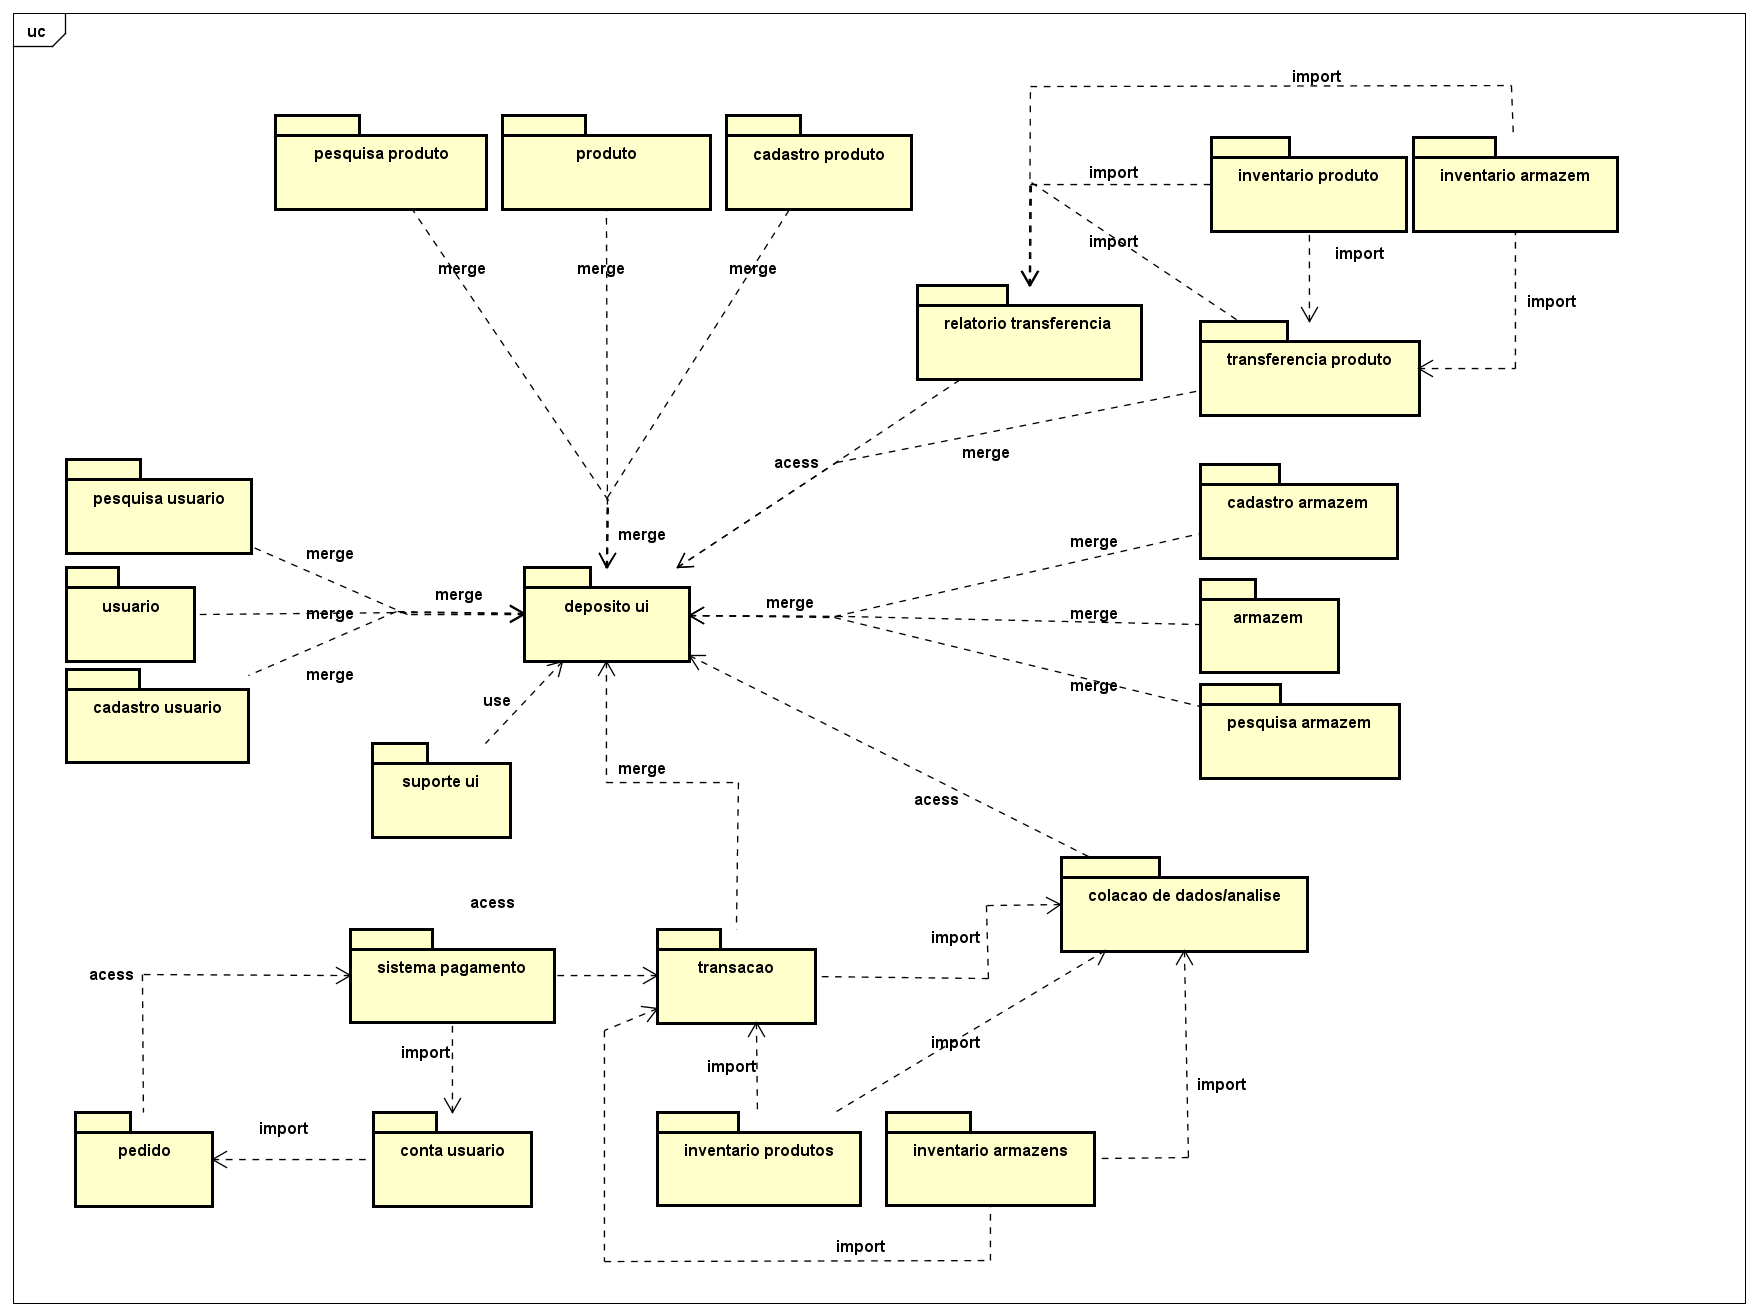 uc
import
pesquisa produto
produto
cadastro produto
import
inventario produto
inventario armazem
import
import
merge
merge
merge
import
relatorio transferencia
transferencia produto
acess
merge
pesquisa usuario
cadastro armazem
merge
merge
merge
merge
merge
merge
usuario
merge
deposito ui
merge
armazem
merge
merge
use
cadastro usuario
pesquisa armazem
merge
suporte ui
acess
colacao de dados/analise
acess
import
acess
sistema pagamento
transacao
import
import
import
import
import
pedido
conta usuario
inventario produtos
inventario armazens
import